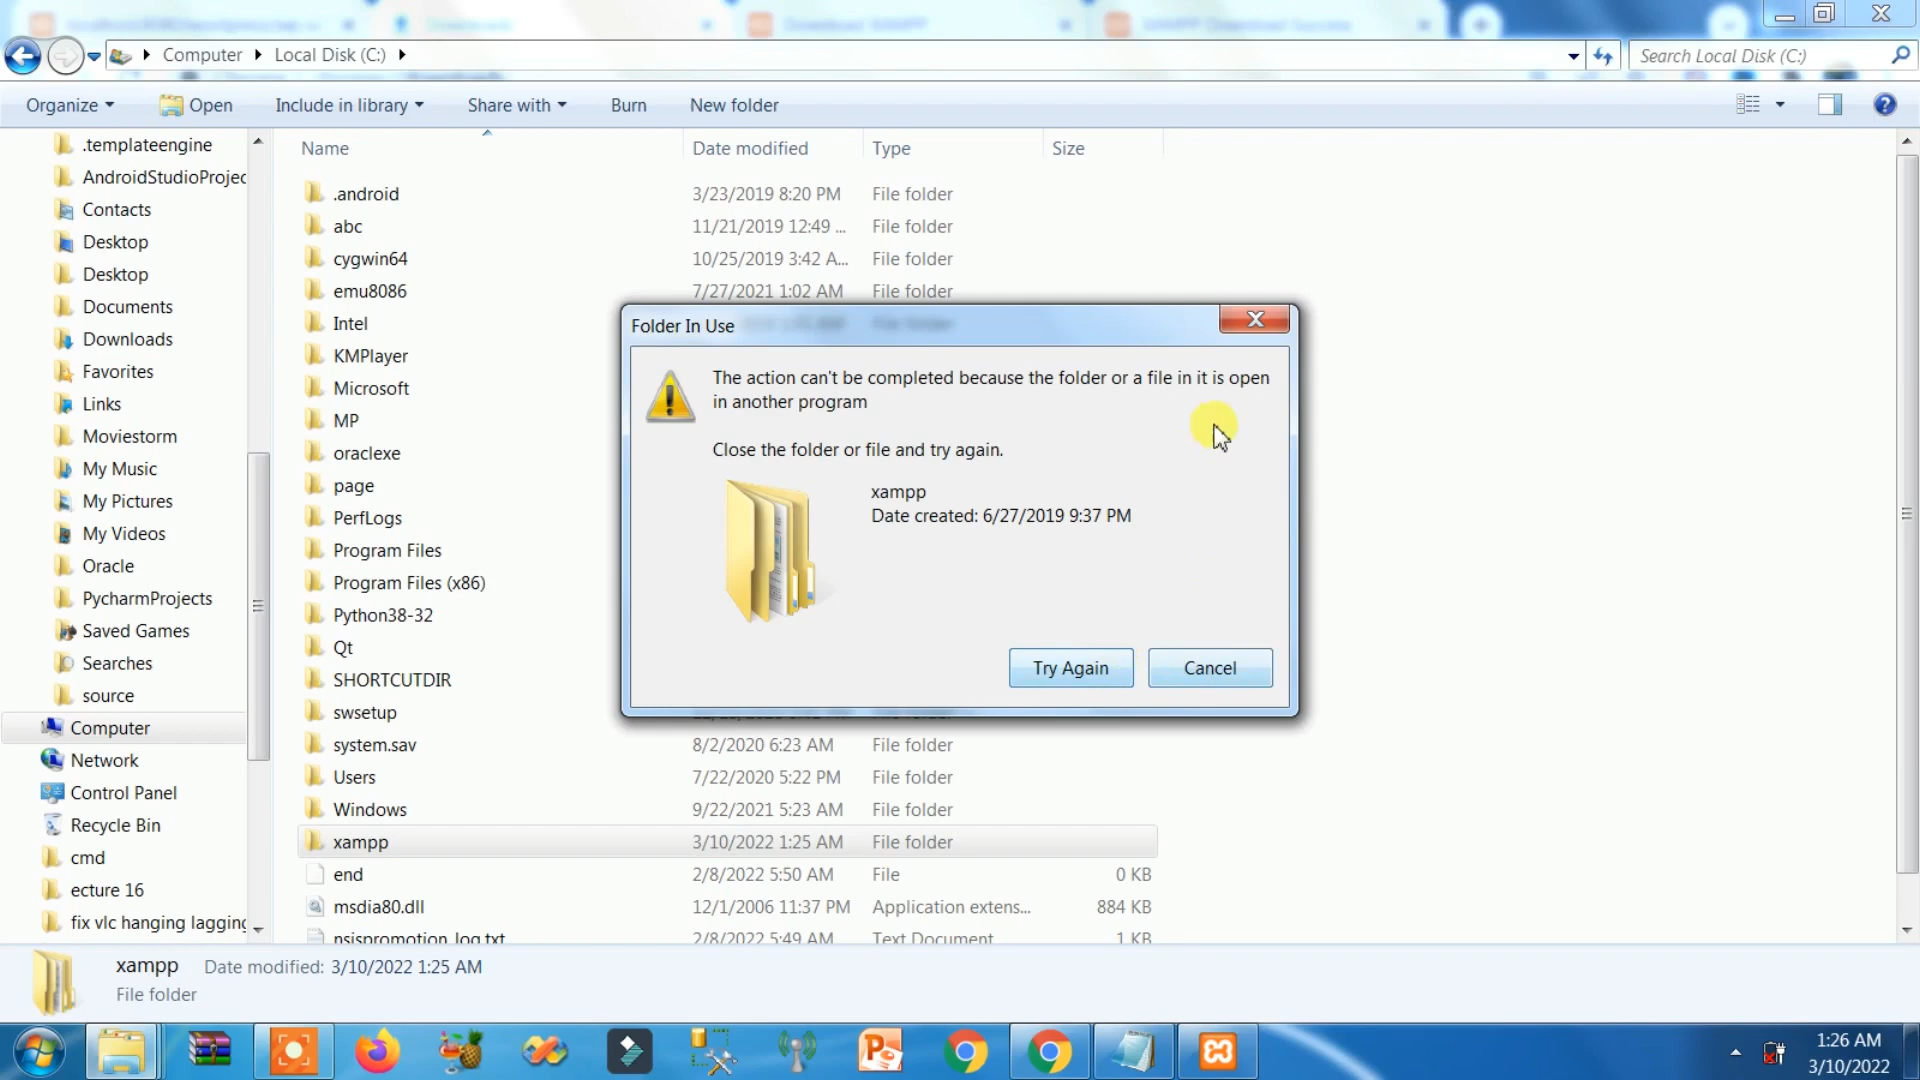 Computer
Local Disk (C:)
Search Local Disk (C:)
Organize
Open
Include in library
Share with
Burn
New folder
.templateengine
AndroidStudioProjec
Contacts
Desktop
Desktop
Documents
Downloads
Favorites
Links
Moviestorm
My Music
My Pictures
My Videos
Oracle
PycharmProjects
Saved Games
Searches
source
Computer
Network
Control Panel
Recycle Bin
cmd
ecture 16
fix vlc hanging lagging
Name Date modified Type Size
.android 3/23/2019 8:20 PM File folder
abc 11/21/2019 12:49 ... File folder
cygwin64 10/25/2019 3:42 A... File folder
emu8086 7/27/2021 1:02 AM File folder
Intel
KMPlayer
Microsoft
MP
oraclexe
page
PerfLogs
Program Files
Program Files (x86)
Python38-32
Qt
SHORTCUTDIR
swsetup
system.sav 8/2/2020 6:23 AM File folder
Users 7/22/2020 5:22 PM File folder
Windows 9/22/2021 5:23 AM File folder
xampp 3/10/2022 1:25 AM File folder
end 2/8/2022 5:50 AM File 0 KB
msdia80.dll 12/1/2006 11:37 PM Application extens... 884 KB
nsispromotion_log.txt 2/8/2022 5:49 AM Text Document 1 KB
Folder In Use
The action can't be completed because the folder or a file in it is open
in another program
Close the folder or file and try again.
xampp
Date created: 6/27/2019 9:37 PM
Try Again
Cancel
xampp Date modified: 3/10/2022 1:25 AM
File folder
1:26 AM
3/10/2022